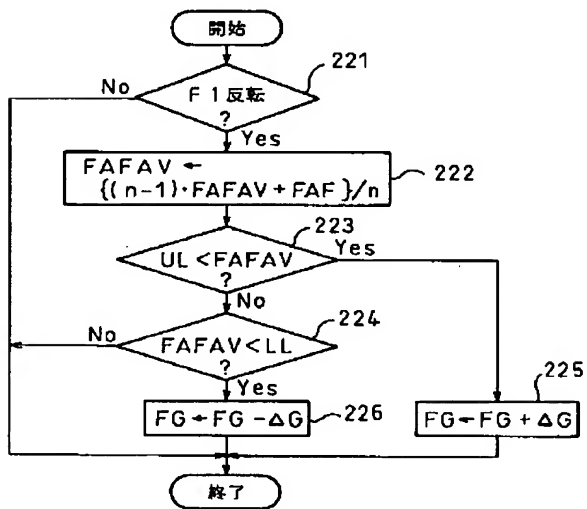 開始
221
No
F1反転
?
Yes
FAFAV ←
{(n-1)・FAFAV+FAF}/n
222
223
UL<FAFAV
?
Yes
No
224
No
FAFAV<LL
?
Yes
225
FG←FG-ΔG
226
FG←FG+ΔG
終了